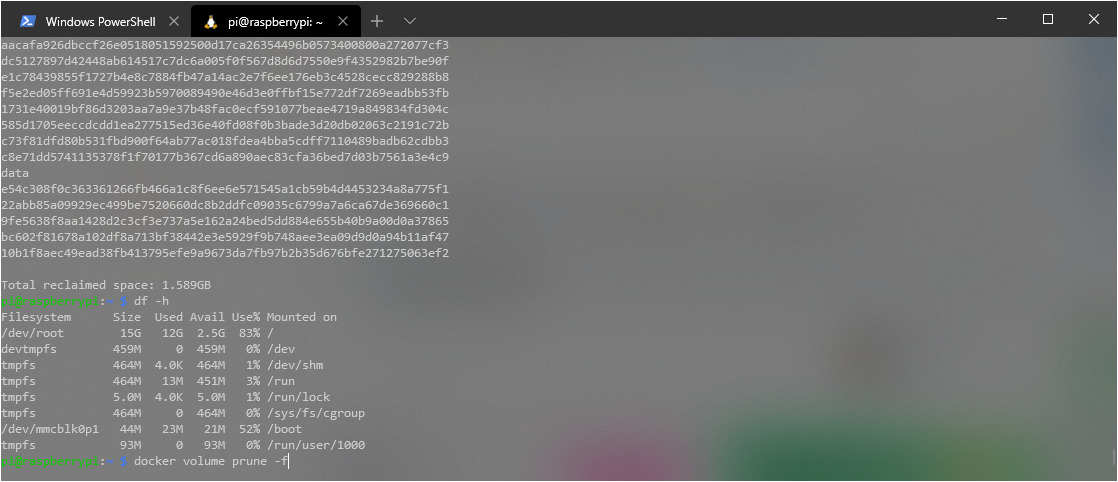 Windows PowerShell
pi@raspberrypi: ~
aacafa926dbccf26e0518051592500d17ca26354496b0573400800a272077cf3
dc5127897d42448ab614517c7dc6a005f0f567d8d6d7550e9f4352982b7be90f
e1c78439855f1727b4e8c7884fb47a14ac2e7f6ee176eb3c4528cecc829288b8
f5e2ed05ff691e4d59923b5970089490e46d3e0ffbf15e772df7269eadbb53fb
1731e40019bf86d3203aa7a9e37b48fac0ecf591077beae4719a849834fd304c
585d1705eeccdcdd1ea277515ed36e40fd08f0b3bade3d20db02063c2191c72b
c73f81dfd80b531fbd900f64ab77ac018fdea4bba5cdff7110489badb62cdbb3
c8e71dd5741135378f1f70177b367cd6a890aec83cfa36bed7d03b7561a3e4c9
data
e54c308f0c363361266fb466a1c8f6ee6e571545a1cb59b4d4453234a8a775f1
22abb85a09929ec499be7520660dc8b2ddfc09035c6799a7a6ca67de369660c1
9fe5638f8aa1428d2c3cf3e737a5e162a24bed5dd884e655b40b9a00d0a37865
bc602f81678a102df8a713bf38442e3e5929f9b748aee3ea09d9d0a94b11af47
10b1f8aec49ead38fb413795efe9a9673da7fb97b2b35d676bfe271275063ef2
Total reclaimed space: 1.589GB
pi@raspberrypi:~ $ df -h
Filesystem      Size  Used Avail Use% Mounted on
/dev/root        15G   12G  2.5G  83% /
devtmpfs        459M     0  459M   0% /dev
tmpfs           464M  4.0K  464M   1% /dev/shm
tmpfs           464M   13M  451M   3% /run
tmpfs           5.0M  4.0K  5.0M   1% /run/lock
tmpfs           464M     0  464M   0% /sys/fs/cgroup
/dev/mmcblk0p1   44M   23M   21M  52% /boot
tmpfs            93M     0   93M   0% /run/user/1000
pi@raspberrypi:~ $ docker volume prune -f